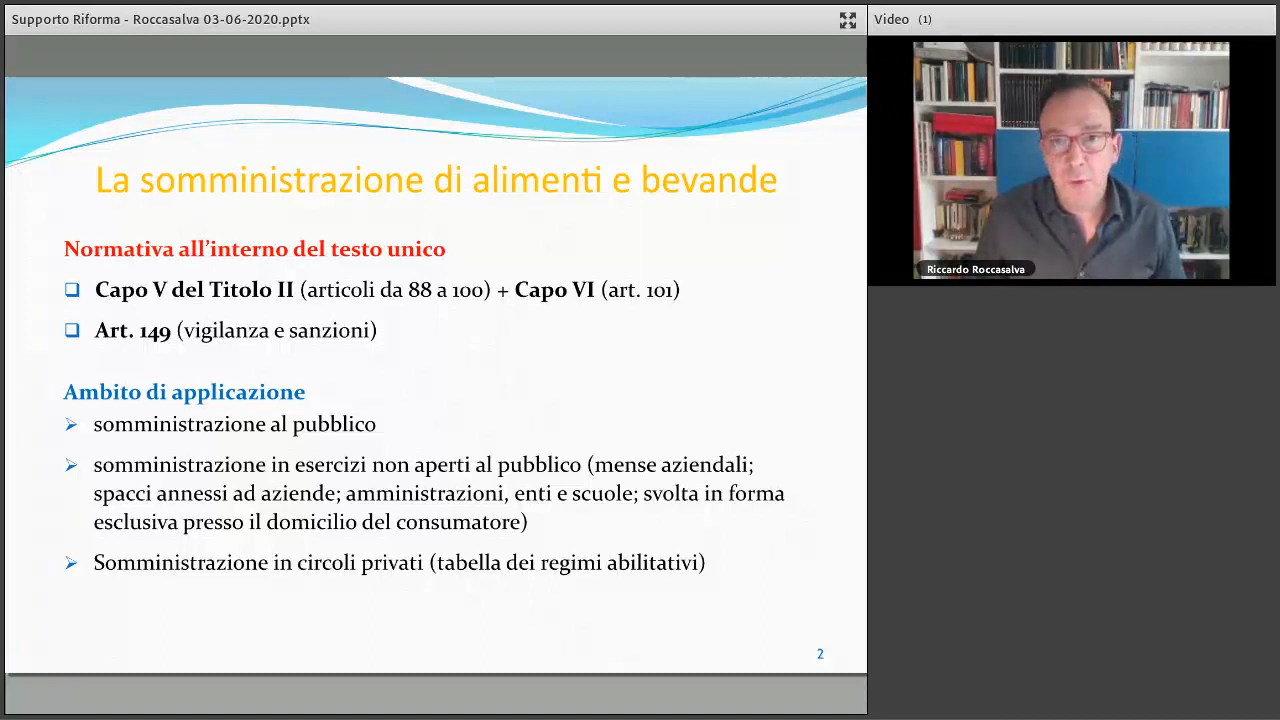 Supporto Riforma - Roccasalva 03-06-2020.pptx
Video (1)
La somministrazione di alimenti e bevande
Normativa all'interno del testo unico
Capo V del Titolo II (articoli da 88 a 100) + Capo VI (art. 101)
Art. 149 (vigilanza e sanzioni)
Ambito di applicazione
somministrazione al pubblico
somministrazione in esercizi non aperti al pubblico (mense aziendali;
spacci annessi ad aziende; amministrazioni, enti e scuole; svolta in forma
esclusiva presso il domicilio del consumatore)
Somministrazione in circoli privati (tabella dei regimi abilitativi)
2
Riccardo Roccasalva